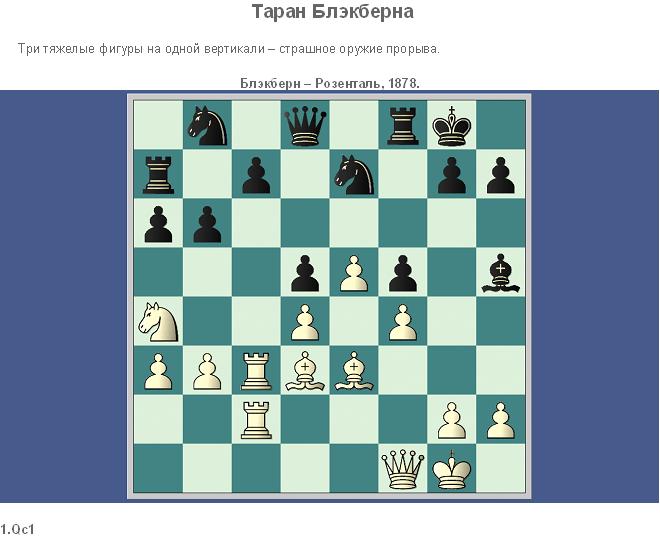 Таран Блэкберна
Три тяжелые фигуры на одной вертикали – страшное оружие прорыва.
Блэкберн – Розенталь, 1878.
1.Qc1